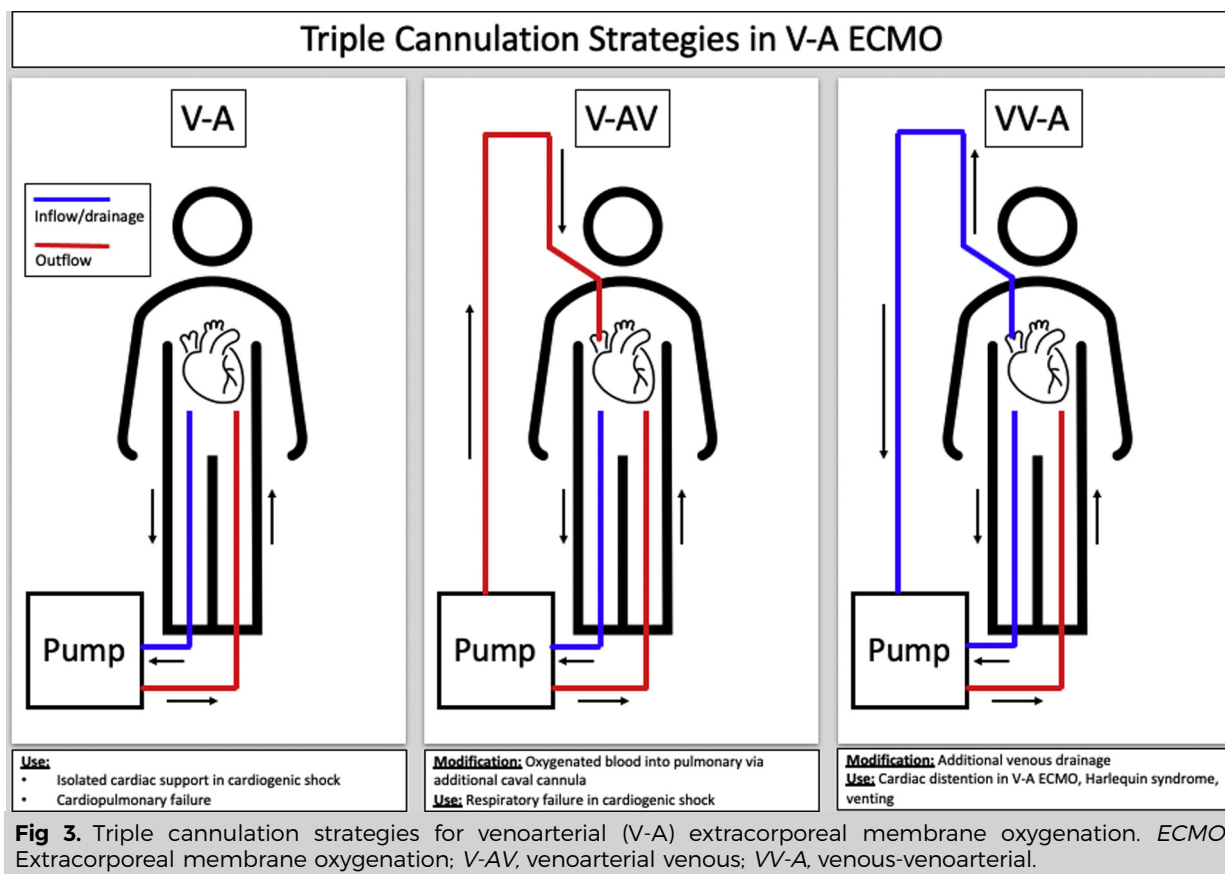 Triple Cannulation Strategies in V-A ECMO
V-A
Inflow/drainage
Outflow
Pump
Use:
• Isolated cardiac support in cardiogenic shock
• Cardiopulmonary failure
V-AV
Pump
Modification: Oxygenated blood into pulmonary via
additional caval cannula
Use: Respiratory failure in cardiogenic shock
VV-A
Pump
Modification: Additional venous drainage
Use: Cardiac distention in V-A ECMO, Harlequin syndrome,
venting
Fig 3. Triple cannulation strategies for venoarterial (V-A) extracorporeal membrane oxygenation. ECMO
Extracorporeal membrane oxygenation; V-AV, venoarterial venous; VV-A, venous-venoarterial.